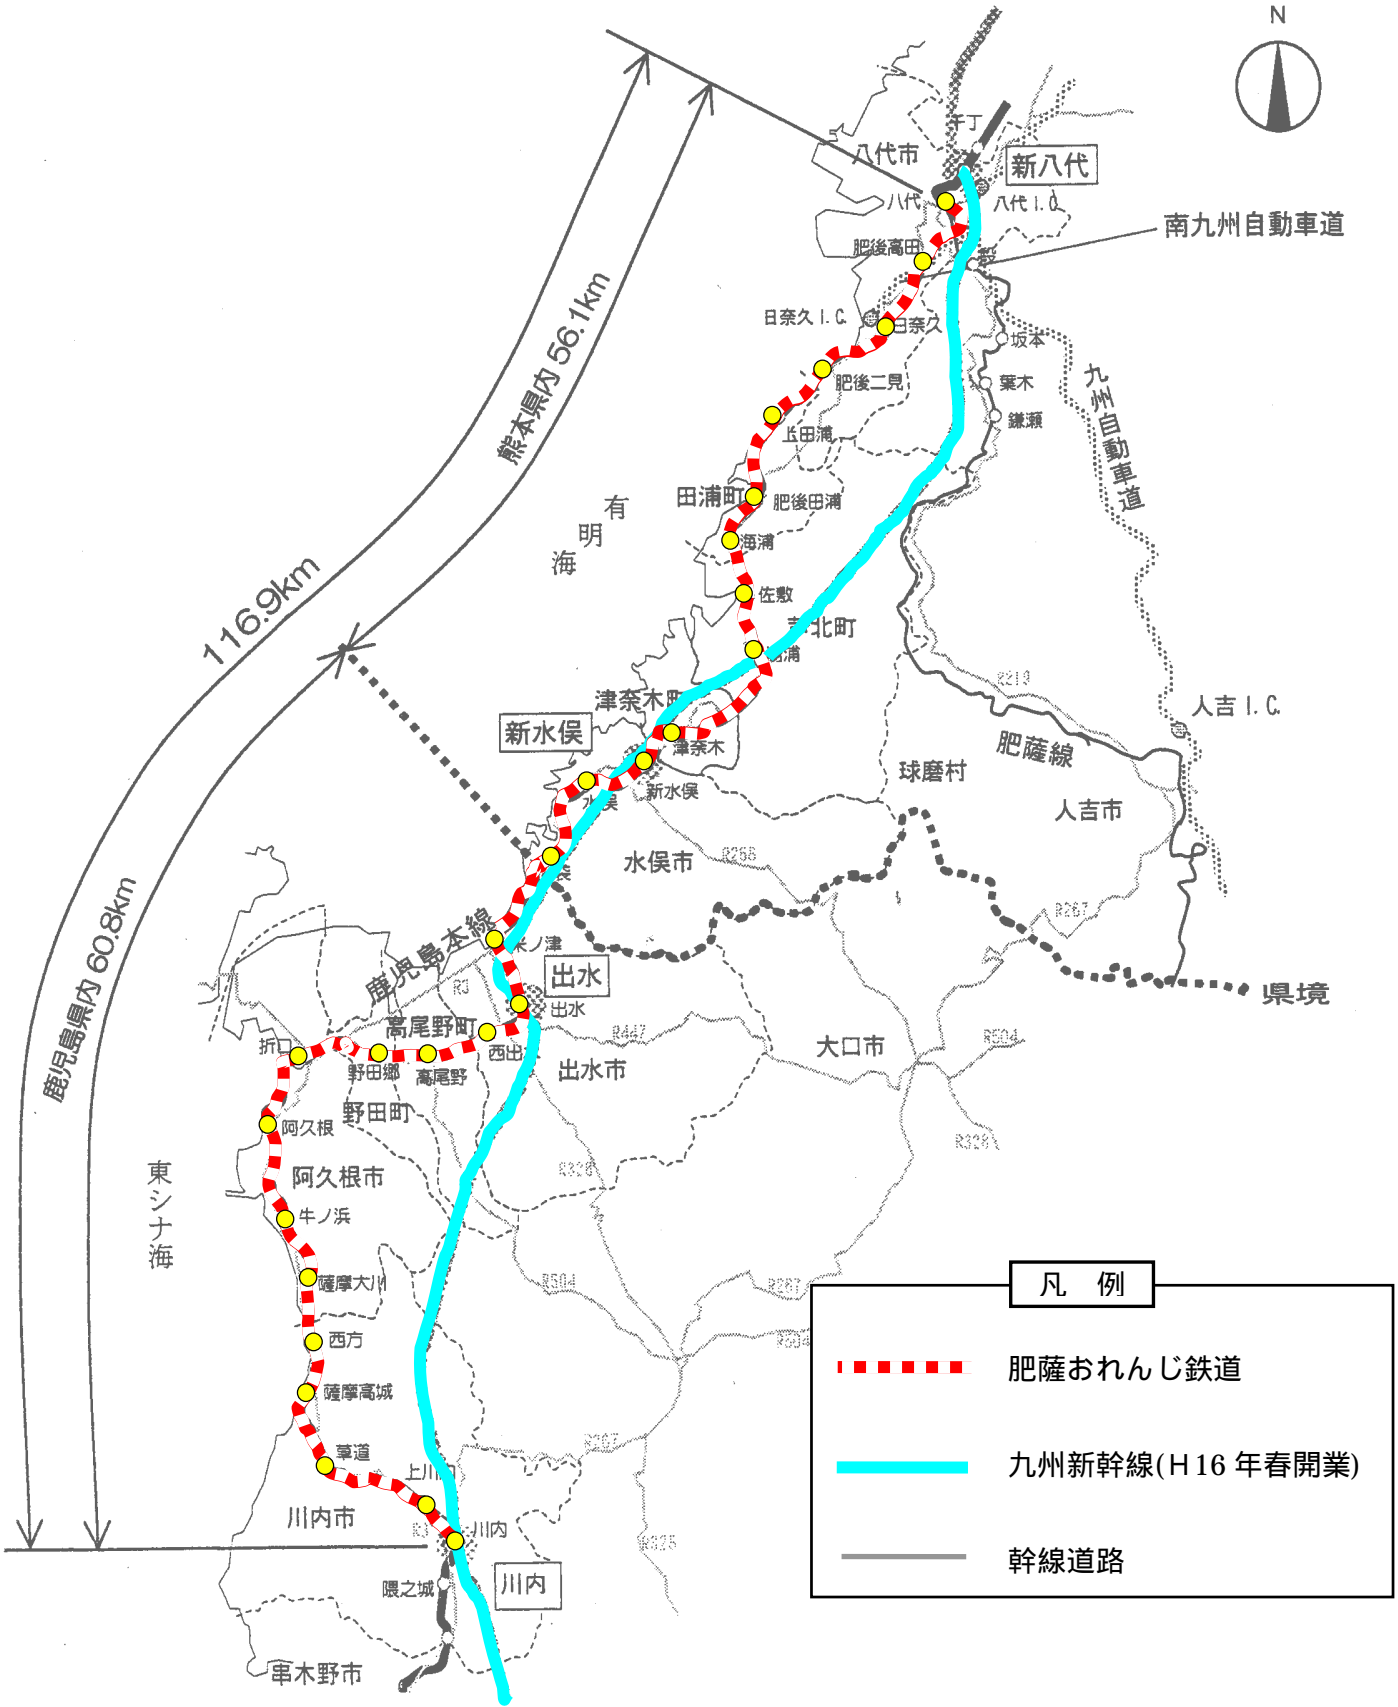 N
千丁
八代市
新八代
八代
八代I.C
南九州自動車道
肥後高田
段
日奈久I.C.
日奈久
坂本
肥後二見
葉木
九州自動車道
鎌瀬
上田浦
熊本県内 56.1km
田浦町
肥後田浦
有明海
海浦
佐敷
116.9km
北町
浦
R219
津奈木町
人吉I.C.
新水俣
津奈木
肥薩線
球磨村
新水俣
水俣
人吉市
水俣市
R268
袋
鹿児島県内 60.8km
R267
鹿児島本線
米ノ津
出水
県境
R3
出水
高尾野町
西出
R447
R504
大口市
折口
野田郷
高尾野
出水市
野田町
阿久根
R328
東シナ海
阿久根市
R328
牛ノ浜
薩摩大川
R504
R267
凡 例
西方
R504
肥薩おれんじ鉄道
薩摩高城
草道
R267
上川内
九州新幹線(H16 年春開業)
川内市
R3
川内
幹線道路
隈之城
川内
串木野市